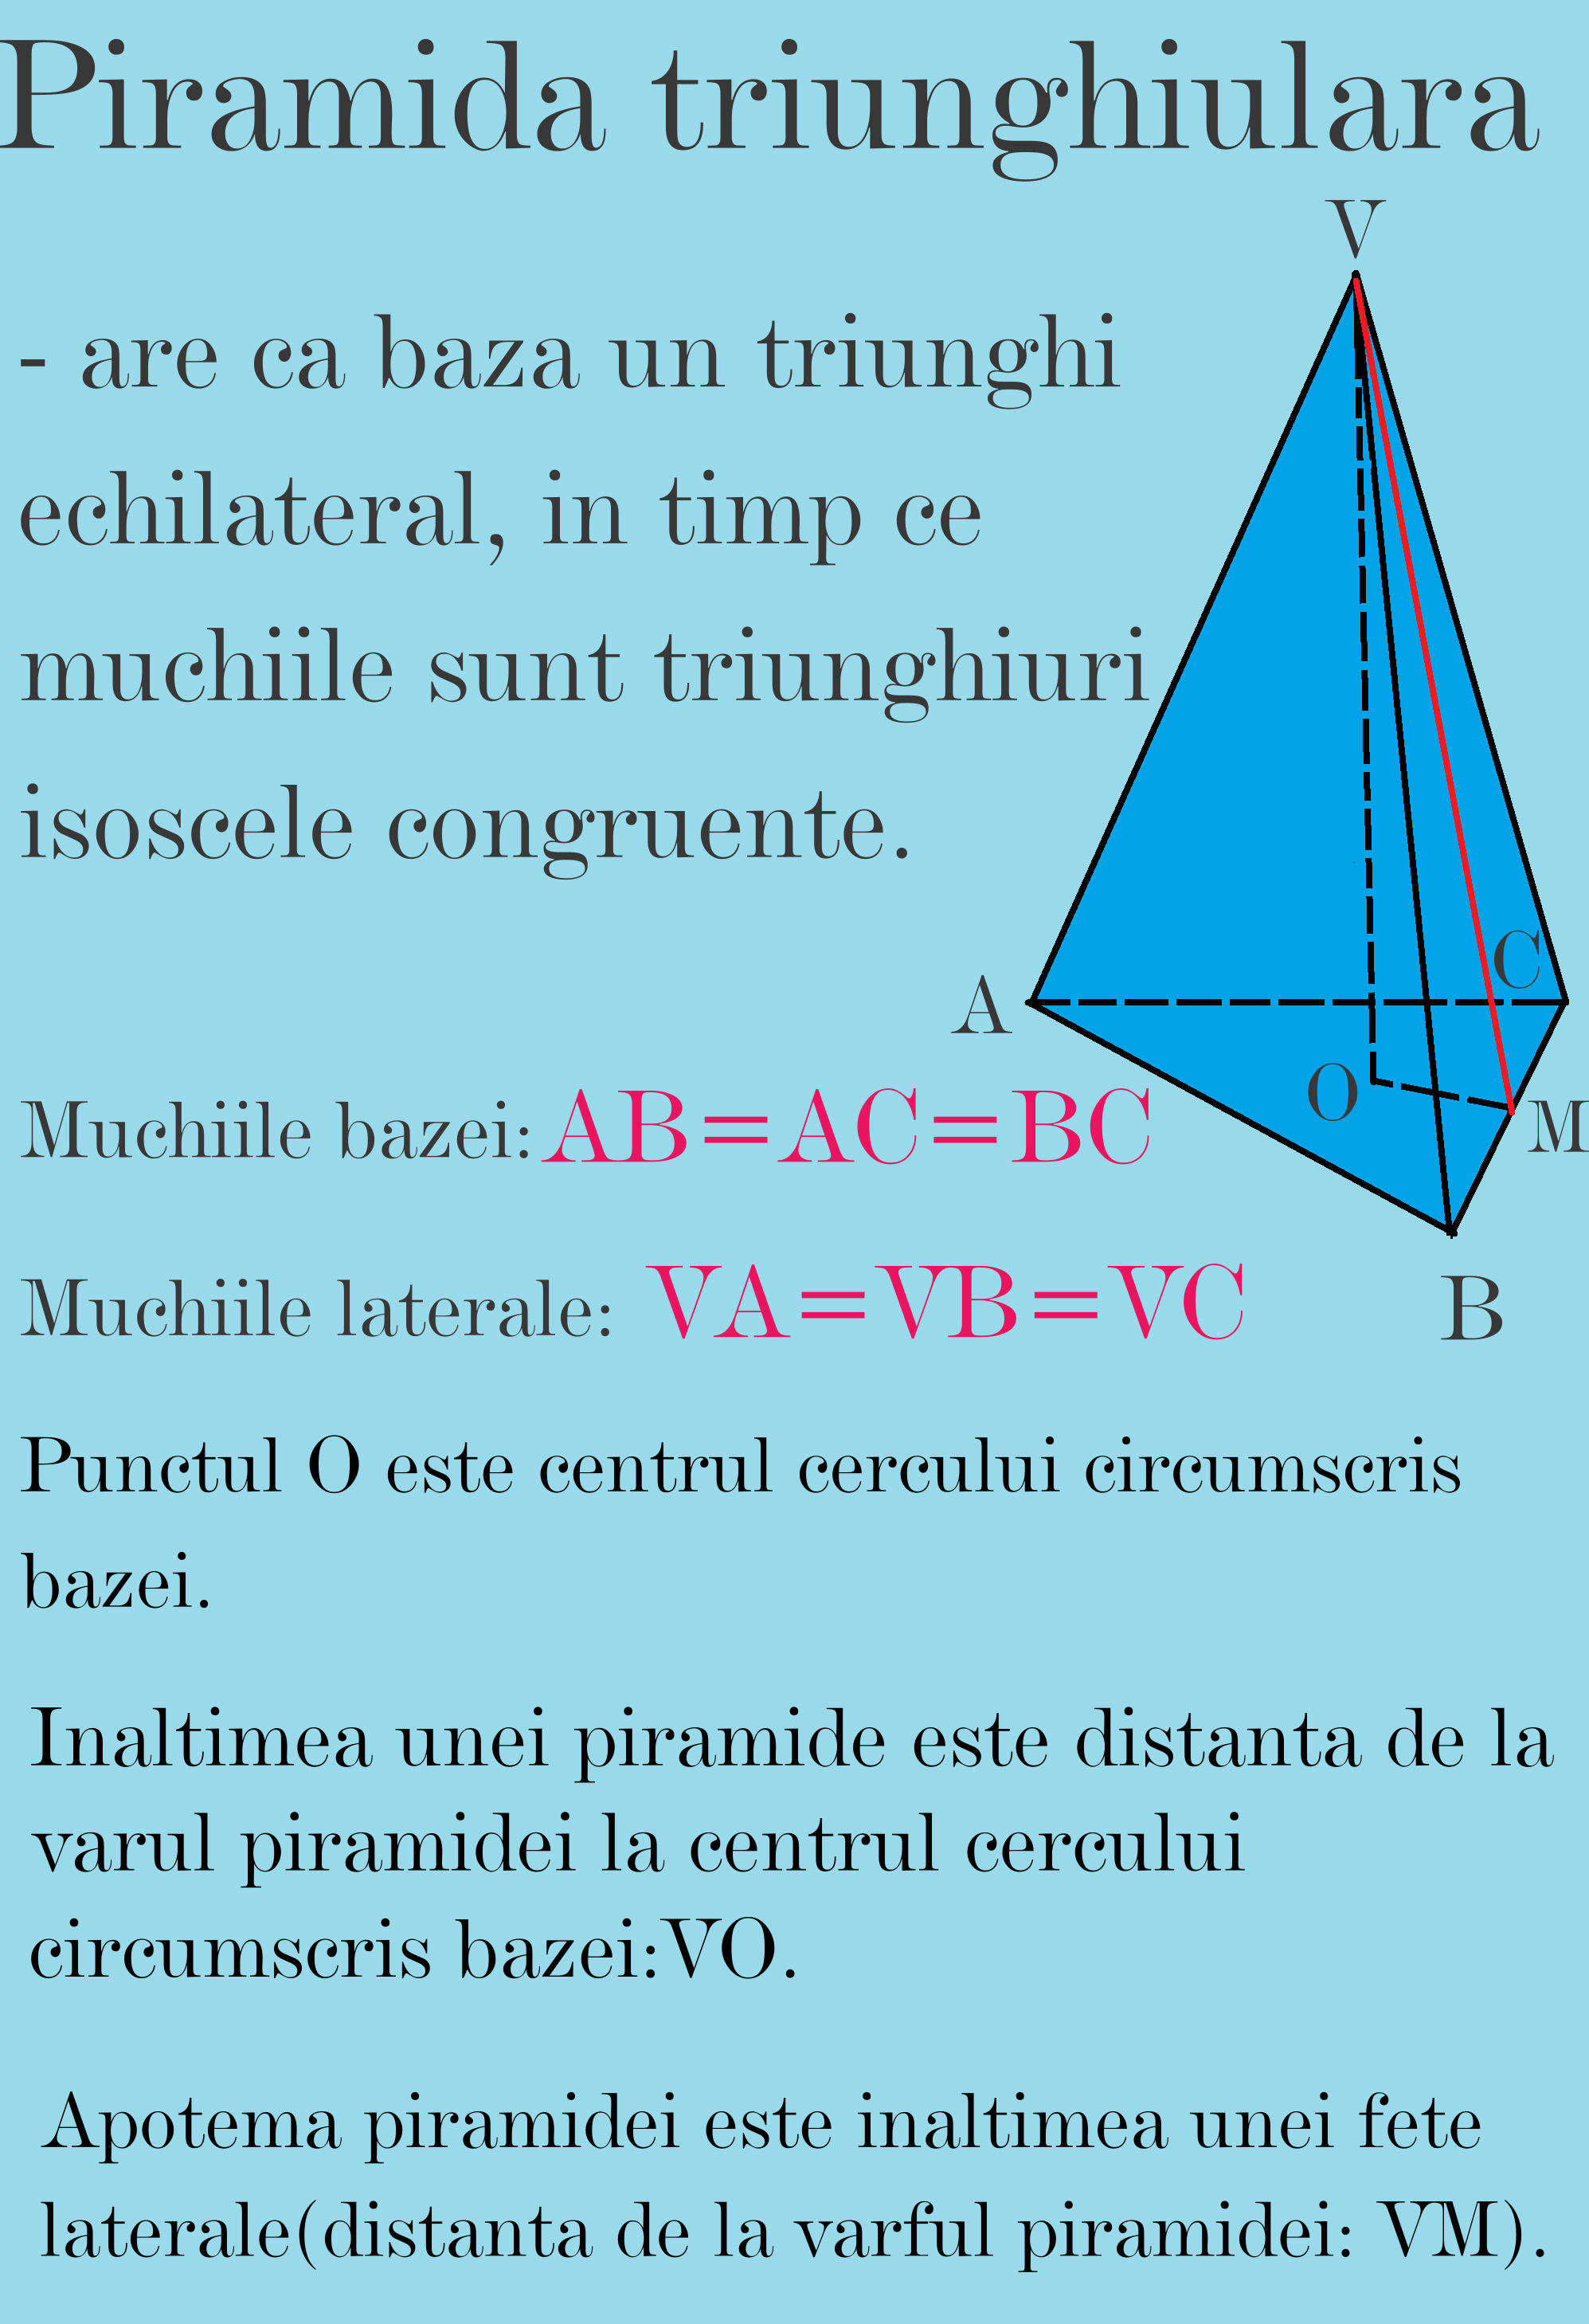 Piramida triunghiulara
V
- are ca baza un triunghi
echilateral, in timp ce
muchiile sunt triunghiuri
isoscele congruente.
C
A
O
M
Muchiile bazei: AB=AC=BC
Muchiile laterale: VA=VB=VC
B
Punctul O este centrul cercului circumscris
bazei.
Inaltimea unei piramide este distanta de la
varul piramidei la centrul cercului
circumscris bazei:VO.
Apotema piramidei este inaltimea unei fete
laterale(distanta de la varful piramidei: VM).